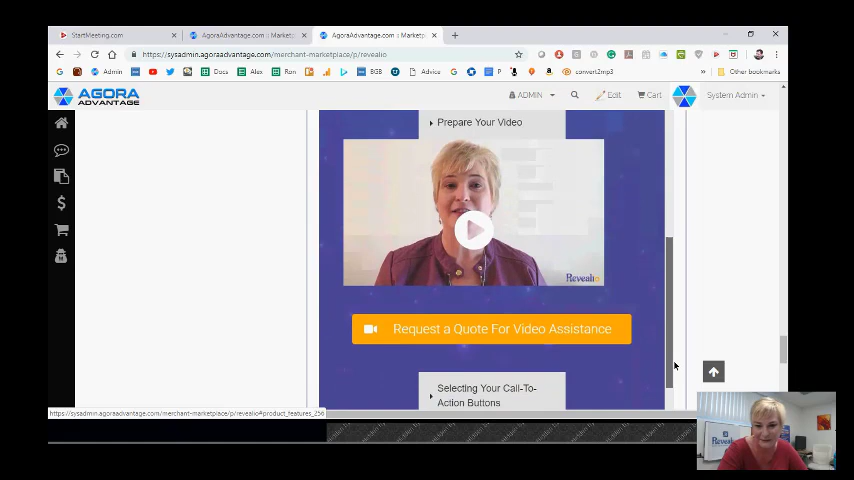 StartMeeting.com
AgoraAdvantage.com :: Market
AgoraAdvantage.com :: Marketp
https://sysadmin.agoraadvantage.com/merchant-marketplace/p/revealio
Admin
Docs
Alex
Ron
BGB
Advice
P
convert2mp3
Other bookmarks
AGORA
ADVANTAGE
ADMIN
Edit
Cart
System Admin
Prepare Your Video
Revealio
Request a Quote For Video Assistance
Selecting Your Call-To-
Action Buttons
https://sysadmin.agoraadvantage.com/merchant-marketplace/p/revealio#product_features_256